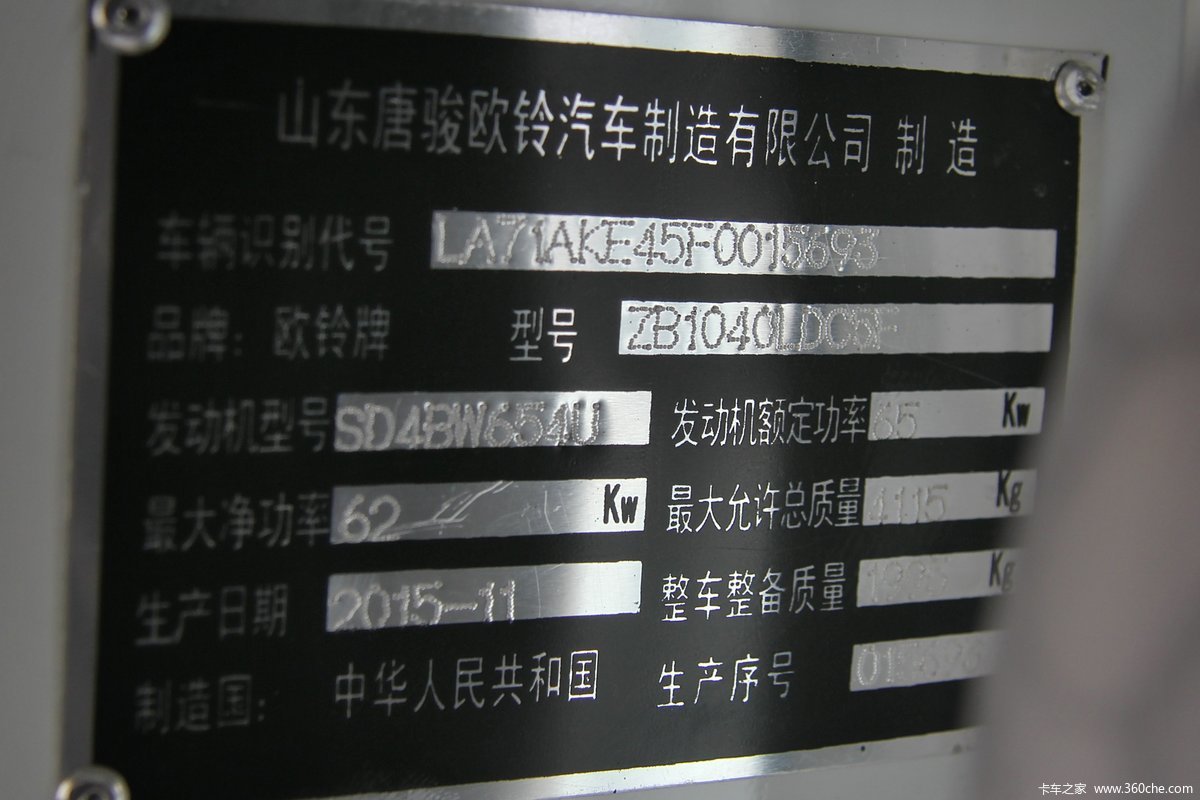 山东唐骏欧铃汽车制造有限公司 制 造
车辆识别代号 LA71AKE45F0015693
品牌: 欧铃牌 型号 ZB1040LDC5F
发动机型号 SD4BW654U 发动机额定功率 65 Kw
最大净功率 62 Kw 最大允许总质量 4115 Kg
生产日期 2015-11 整车整备质量 Kg
制造国: 中华人民共和国 生产序号
卡车之家 www.360che.com